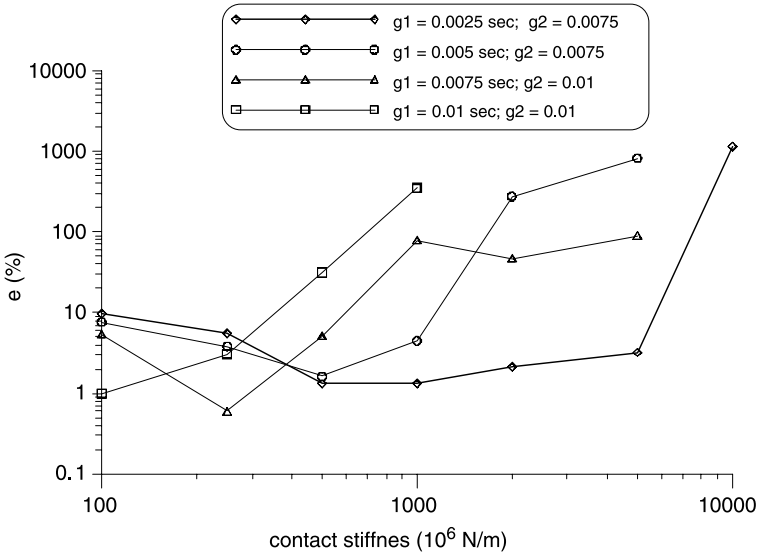 g1 = 0.0025 sec; g2 = 0.0075
g1 = 0.005 sec; g2 = 0.0075
g1 = 0.0075 sec; g2 = 0.01
g1 = 0.01 sec; g2 = 0.01
10000
1000
100
10
1
0.1
e (%)
100
1000
10000
contact stiffnes (10⁶ N/m)